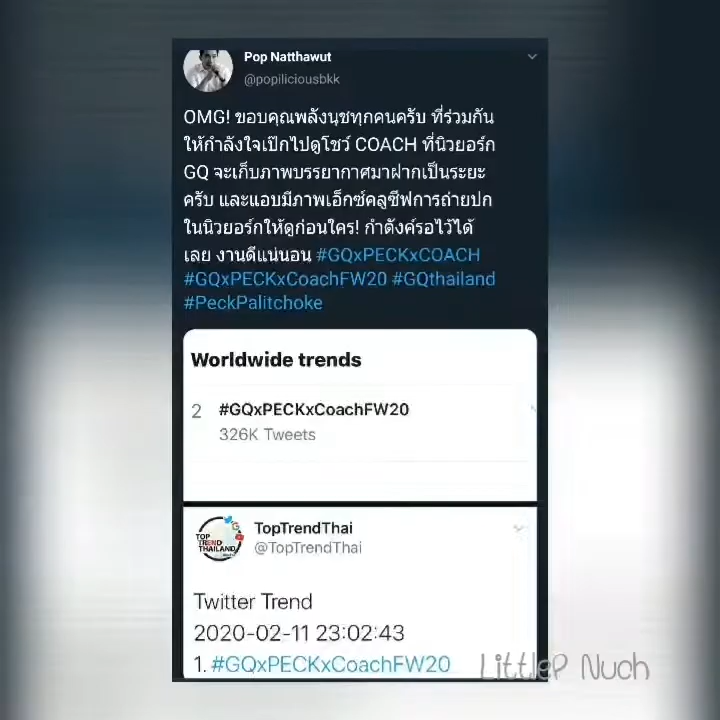 Pop Natthawut
@popiliciousbkk
OMG! ขอบคุณพลังนุชทุกคนครับ ที่ร่วมกัน
ให้กำลังใจเป๊กไปดูโชว์ COACH ที่นิวยอร์ก
GQ จะเก็บภาพบรรยากาศมาฝากเป็นระยะ
ครับ และแอบมีภาพเอ็กซ์คลูซีฟการถ่ายปก
ในนิวยอร์กให้ดูก่อนใคร! กำตังค์รอไว้ได้
เลย งานดีแน่นอน #GQxPECKxCOACH
#GQxPECKxCoachFW20 #GQthailand
#PeckPalitchoke
Worldwide trends
2 #GQxPECKxCoachFW20
326K Tweets
TOP
TREND
THAILAND
TopTrendThai
@TopTrendThai
Twitter Trend
2020-02-11 23:02:43
1. #GQxPECKxCoachFW20
LittleP Nuch